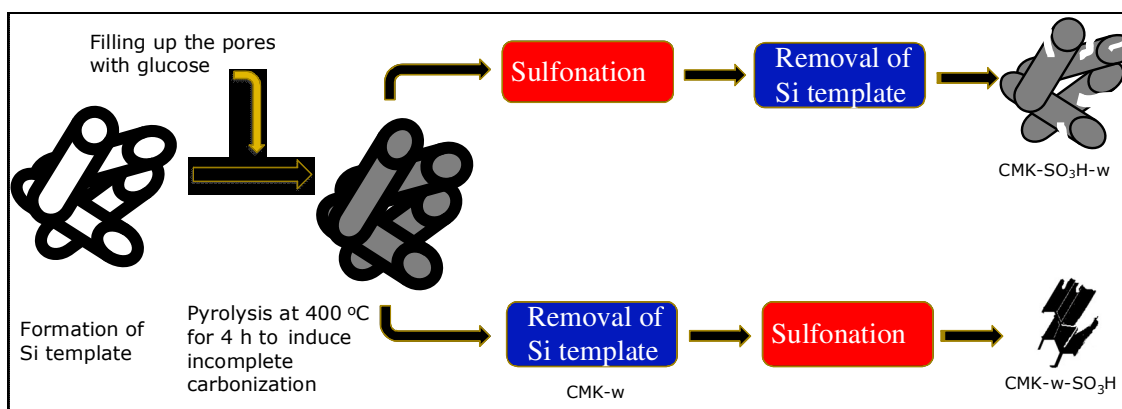 Filling up the pores
with glucose
Sulfonation
Removal of
Si template
CMK-SO₃H-w
Formation of
Si template
Pyrolysis at 400 ᵒC
for 4 h to induce
incomplete
carbonization
Removal of
Si template
CMK-w
Sulfonation
CMK-w-SO₃H